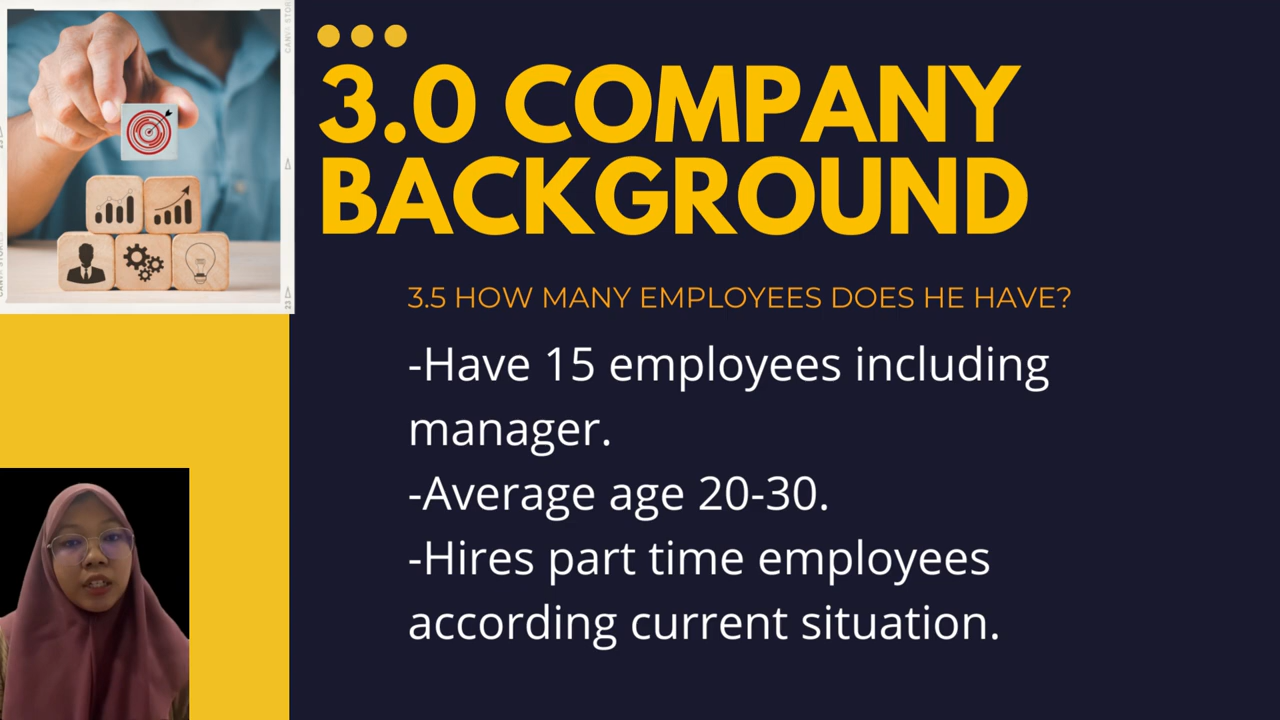 3.0 COMPANY
BACKGROUND
3.5 HOW MANY EMPLOYEES DOES HE HAVE?
-Have 15 employees including
manager.
-Average age 20-30.
-Hires part time employees
according current situation.